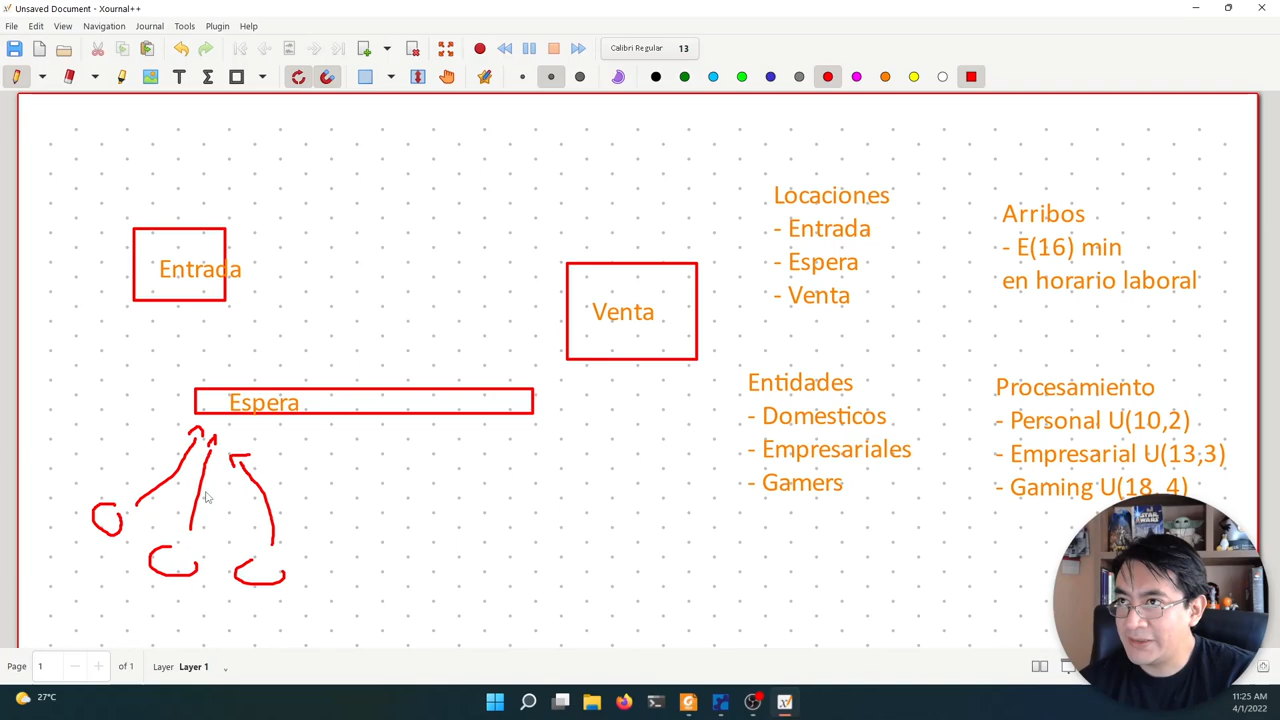 Unsaved Document - Xournal++
File Edit View Navigation Journal Tools Plugin Help
Calibri Regular 13
Entrada
Venta
Espera
Locaciones
- Entrada
- Espera
- Venta
Arribos
- E(16) min
en horario laboral
Entidades
- Domesticos
- Empresariales
- Gamers
Procesamiento
- Personal U(10,2)
- Empresarial U(13,3)
- Gaming U(18, 4)
STAR WARS
Page 1 of 1 Layer Layer 1
27°C
11:25 AM
4/1/2022